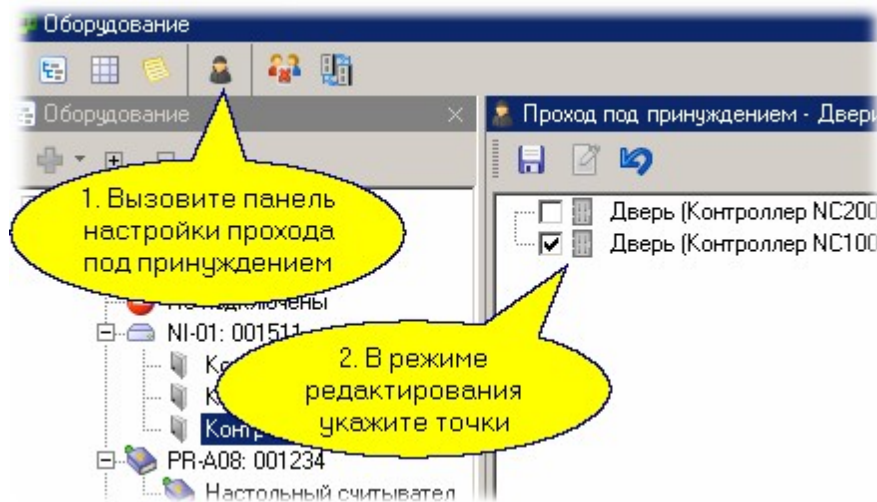 Оборудование
Оборудование
Проход под принуждением - Двери
1. Вызовите панель
настройки прохода
под принуждением
Дверь (Контроллер NC200
Дверь (Контроллер NC100
подключены
NI-01: 001511
2. В режиме
редактирования
укажите точки
PR-A08: 001234
Настольный считывател